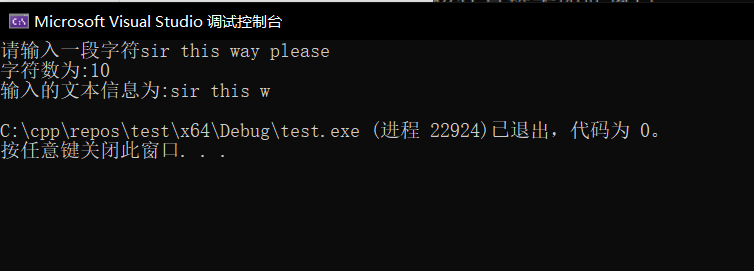 Microsoft Visual Studio 调试控制台
请输入一段字符sir this way please
字符数为:10
输入的文本信息为:sir this w
C:\cpp\repos\test\x64\Debug\test.exe (进程 22924)已退出，代码为 0。
按任意键关闭此窗口. . .